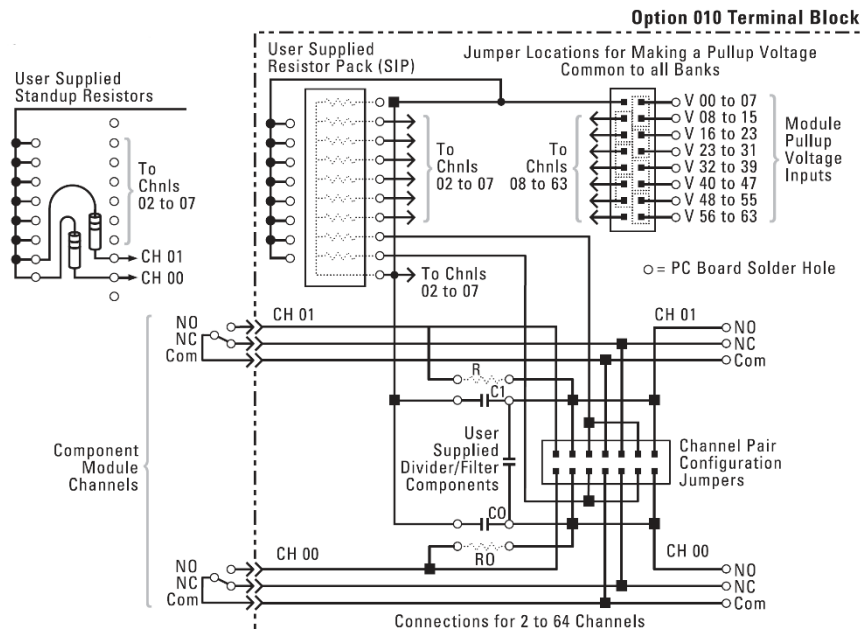 Option 010 Terminal Block
User Supplied
Resistor Pack (SIP)
Jumper Locations for Making a Pullup Voltage
Common to all Banks
User Supplied
Standup Resistors
To
Chnls
02 to 07
CH 01
CH 00
To
Chnls
02 to 07
To
Chnls
08 to 63
V 00 to 07
V 08 to 15
V 16 to 23
V 23 to 31
V 32 to 39
V 40 to 47
V 48 to 55
V 56 to 63
Module
Pullup
Voltage
Inputs
To Chnls
02 to 07
= PC Board Solder Hole
NO
NC
Com
CH 01
CH 01
NO
NC
Com
R
C1
User
Supplied
Divider/Filter
Components
Component
Module
Channels
Channel Pair
Configuration
Jumpers
C0
R0
NO
NC
Com
CH 00
CH 00
NO
NC
Com
Connections for 2 to 64 Channels